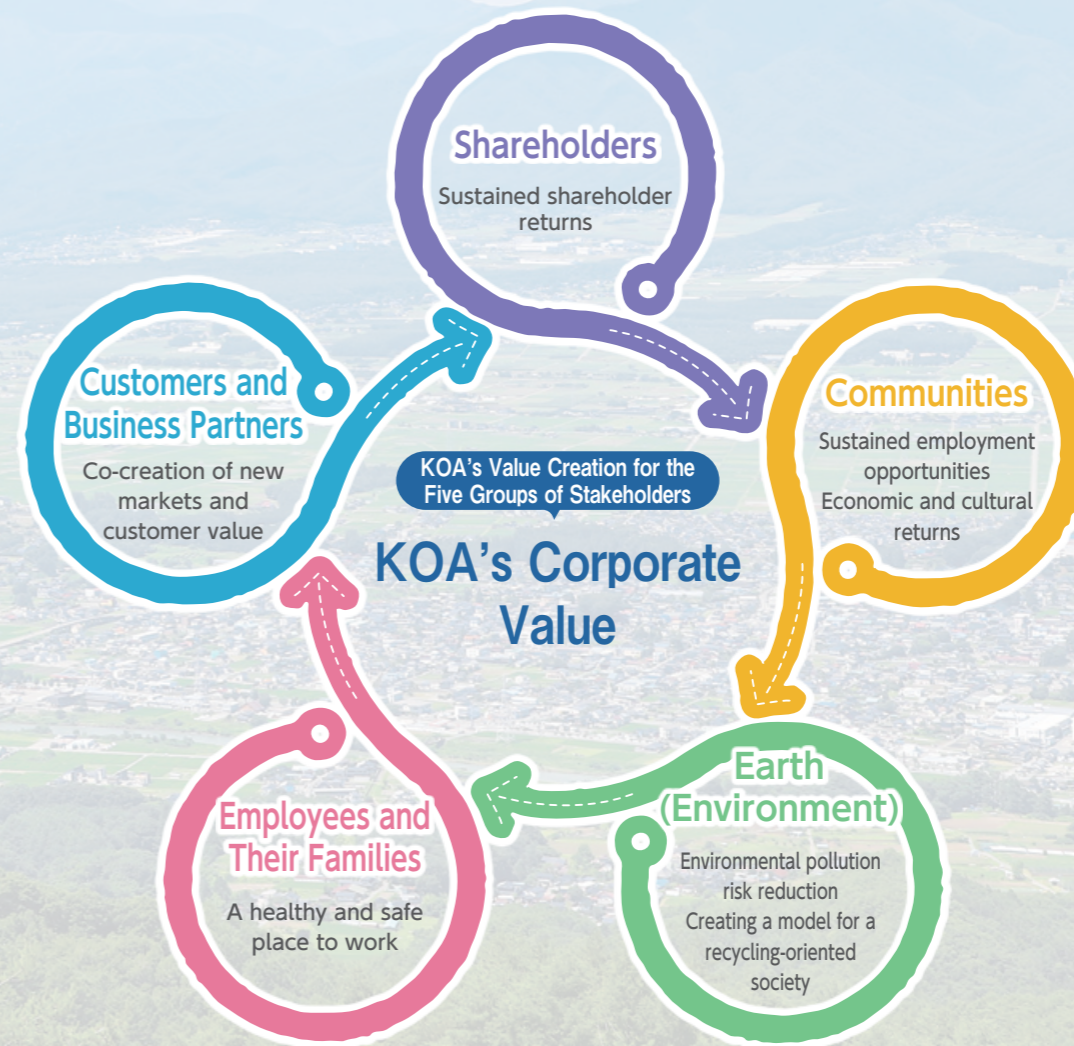 Shareholders
Sustained shareholder
returns
Customers and
Business Partners
Co-creation of new
markets and
customer value
Communities
Sustained employment
opportunities
Economic and cultural
returns
KOA's Value Creation for the
Five Groups of Stakeholders
KOA's Corporate
Value
Employees and
Their Families
A healthy and safe
place to work
Earth
(Environment)
Environmental pollution
risk reduction
Creating a model for a
recycling-oriented
society